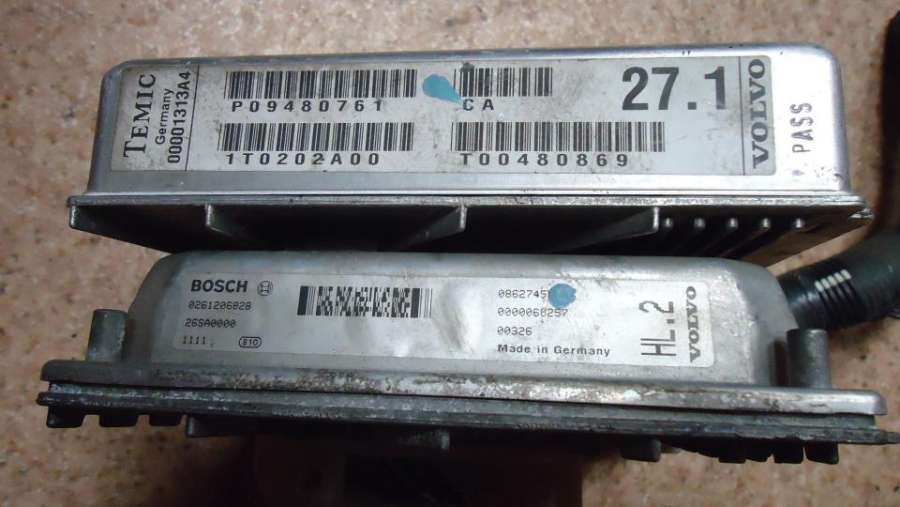 TEMIC
Germany
00001313A4
P09480761
CA
1T0202A00
T00480869
27.1
VOLVO
PASS
BOSCH
0261206828
26SA0000
1111
E10
0000060257
00326
Made in Germany
HL.2
VOLVO